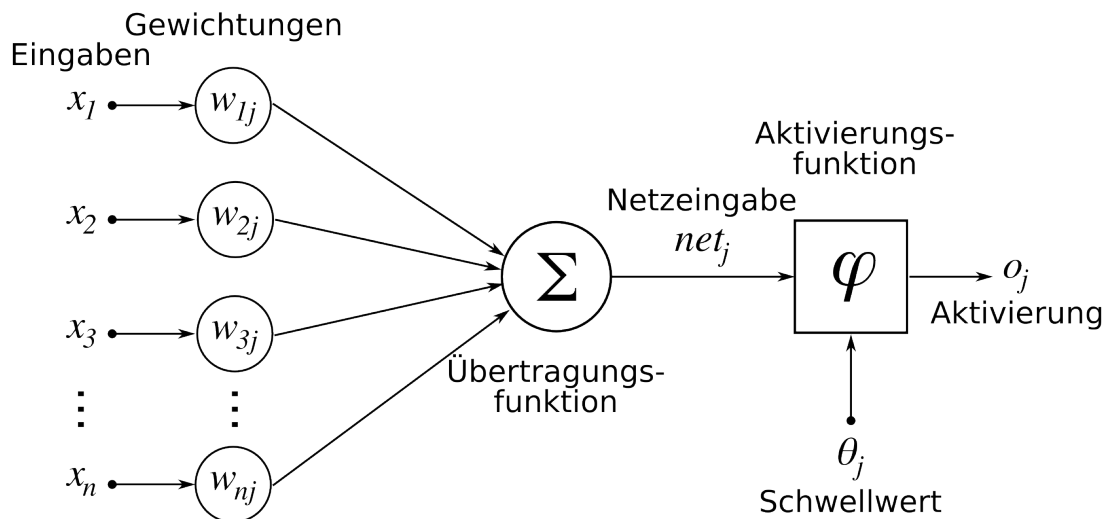 Gewichtungen
Eingaben
x1
w1j
x2
w2j
x3
w3j
⋮
⋮
xn
wnj
Σ
Übertragungs-
funktion
Netzeingabe
netj
Aktivierungs-
funktion
φ
oj
Aktivierung
θj
Schwellwert